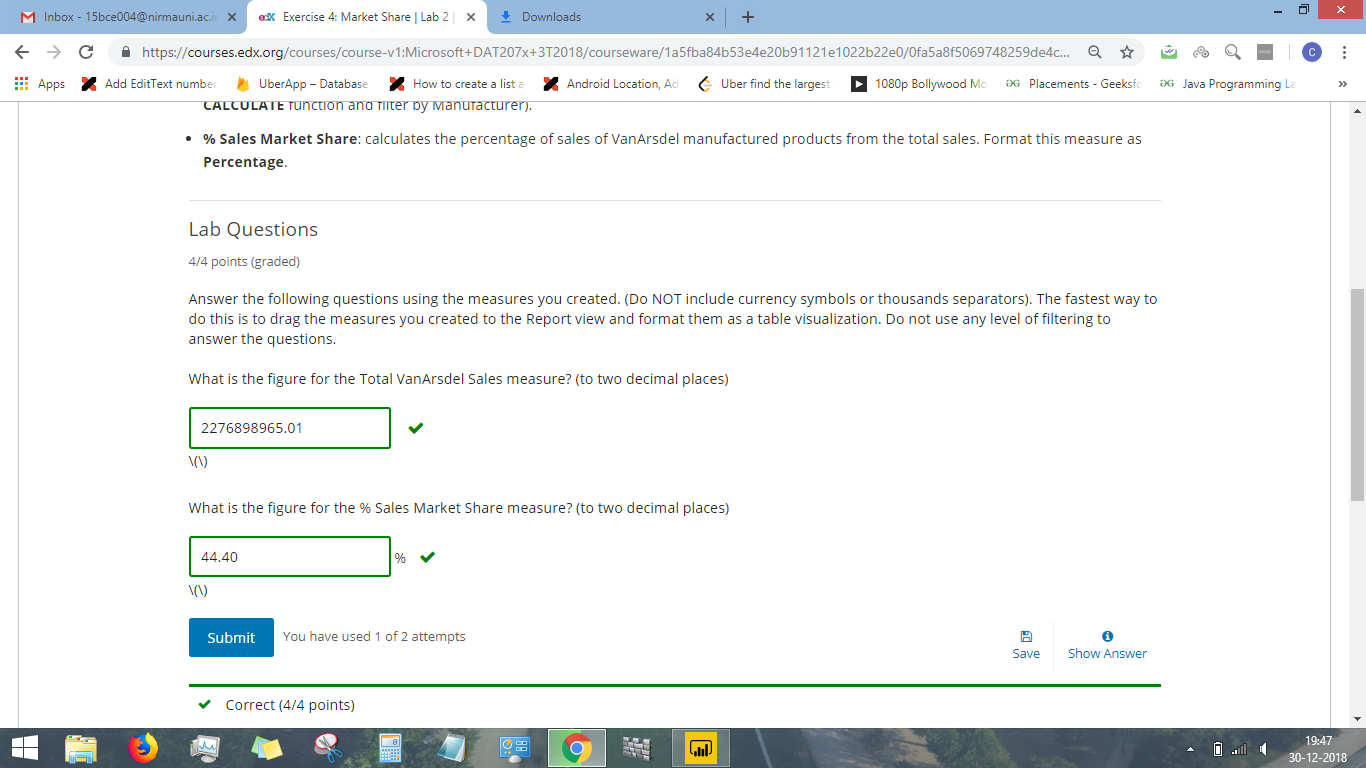 Inbox - 15bce004@nirmauni.ac.i
edX Exercise 4: Market Share | Lab 2 |
Downloads
https://courses.edx.org/courses/course-v1:Microsoft+DAT207x+3T2018/courseware/1a5fba84b53e4e20b91121e1022b22e0/0fa5a8f5069748259de4c...
C
Apps
Add EditText number
UberApp – Database
How to create a list a
Android Location, Ad
Uber find the largest
1080p Bollywood Mo
Placements - Geeksfo
Java Programming La
»
CALCULATE function and filter by Manufacturer).
• % Sales Market Share: calculates the percentage of sales of VanArsdel manufactured products from the total sales. Format this measure as
Percentage.
Lab Questions
4/4 points (graded)
Answer the following questions using the measures you created. (Do NOT include currency symbols or thousands separators). The fastest way to
do this is to drag the measures you created to the Report view and format them as a table visualization. Do not use any level of filtering to
answer the questions.
What is the figure for the Total VanArsdel Sales measure? (to two decimal places)
2276898965.01
\(\)
What is the figure for the % Sales Market Share measure? (to two decimal places)
44.40 %
\(\)
Submit You have used 1 of 2 attempts
Save
Show Answer
Correct (4/4 points)
19:47
30-12-2018